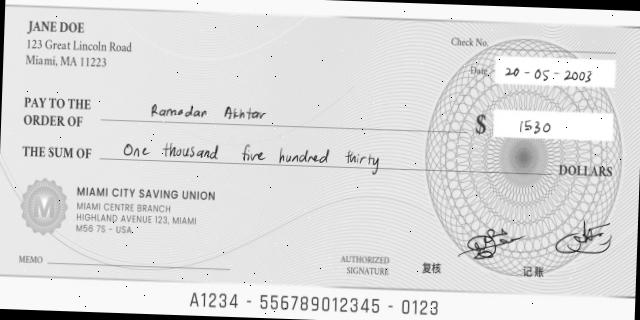 JANE DOE
123 Great Lincoln Road
Miami, MA 11223
Check No.
Date 20-05-2003
PAY TO THE
ORDER OF Ramadan Akhtar
$ 1530
THE SUM OF One thousand five hundred thirty DOLLARS
M
MIAMI CITY SAVING UNION
MIAMI CENTRE BRANCH
HIGHLAND AVENUE 123, MIAMI
M56 7S - USA
MEMO
AUTHORIZED
SIGNATURE
复核 记账
A1234 - 556789012345 - 0123